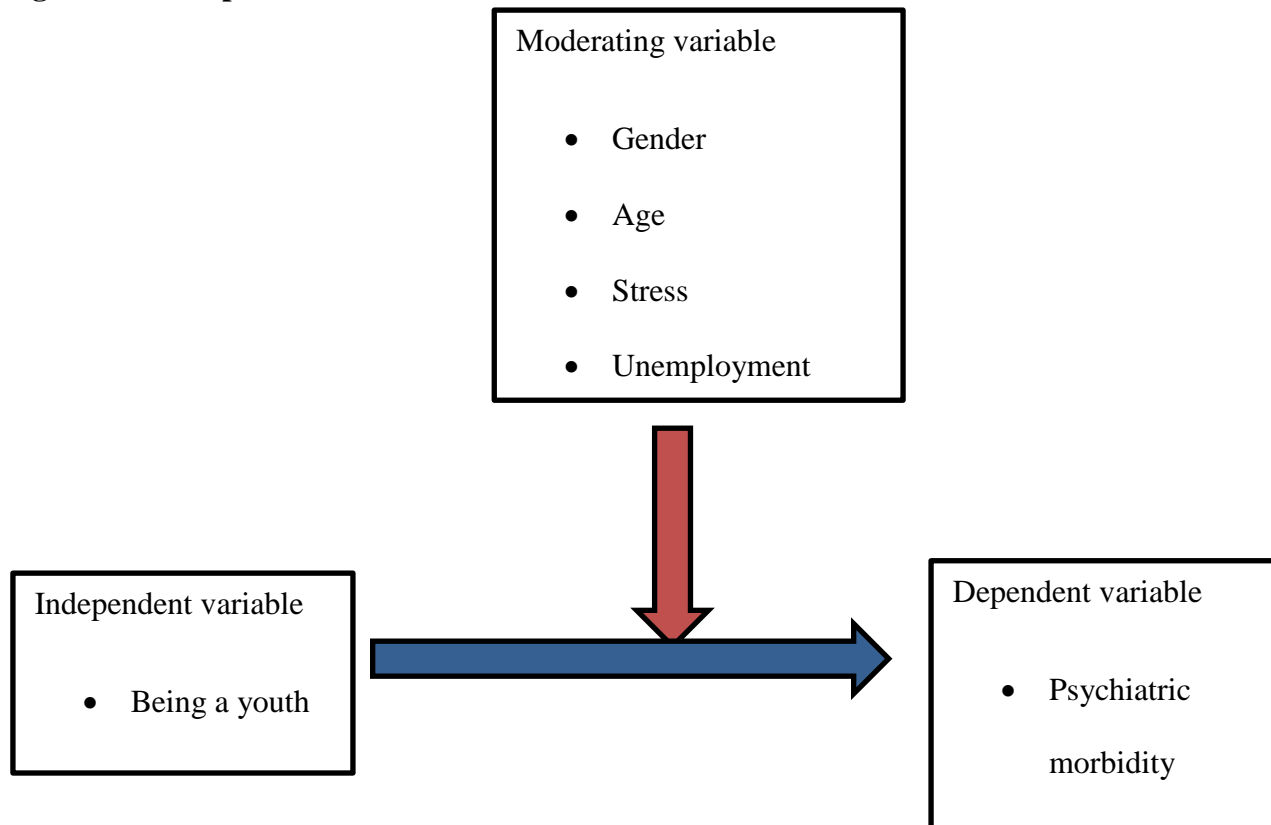 Moderating variable
• Gender
• Age
• Stress
• Unemployment
Independent variable
• Being a youth
Dependent variable
• Psychiatric
morbidity